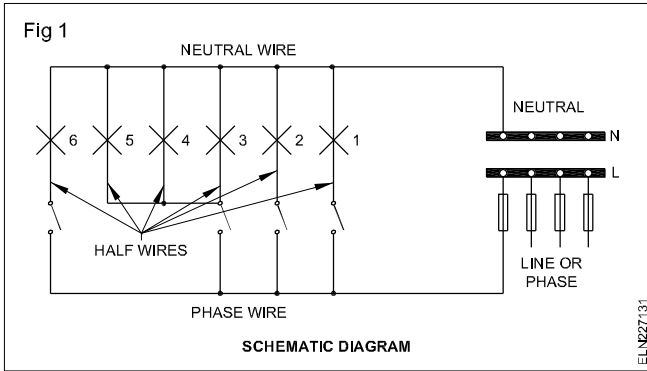 Fig 1
NEUTRAL WIRE
NEUTRAL
6 5 4 3 2 1
N
L
HALF WIRES
LINE OR
PHASE
PHASE WIRE
SCHEMATIC DIAGRAM
ELN227131